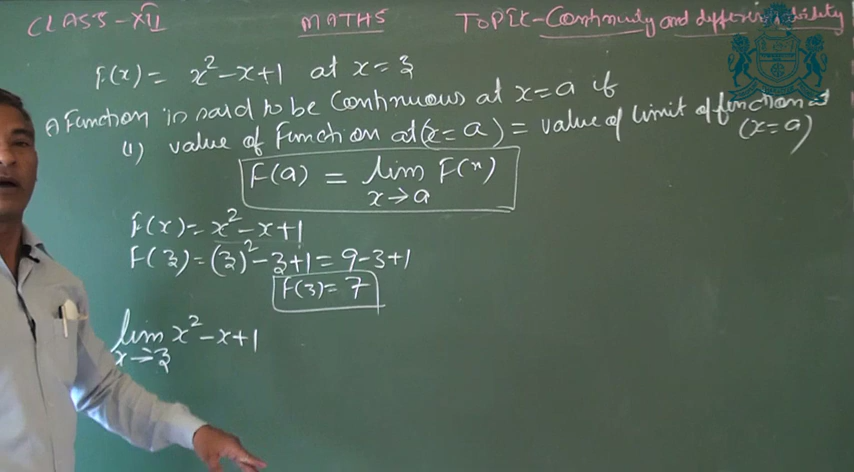 CLASS-XII MATHS TOPIC-Continuity and differentiability
F(x) = x²-x+1 at x=3
A Function is said to be Continuous at x=a if
(1) value of Function at (x=a) = value of limit of function at (x=a)
F(a) = lim F(x)
x→a
F(x)= x²-x+1
F(3)=(3)²-3+1=9-3+1
F(3)=7
lim x²-x+1
x→3